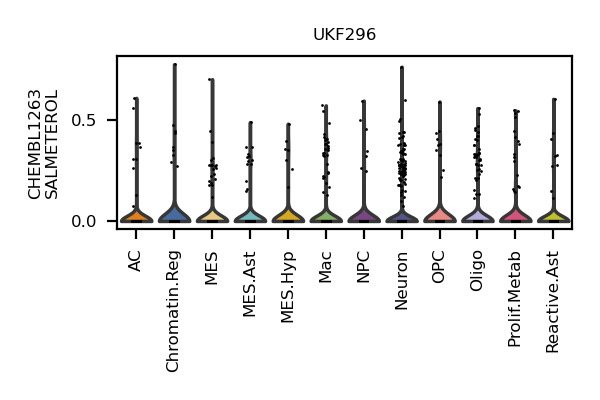 UKF296
CHEMBL1263
SALMETEROL
0.5
0.0
AC
Chromatin.Reg
MES
MES.Ast
MES.Hyp
Mac
NPC
Neuron
OPC
Oligo
Prolif.Metab
Reactive.Ast